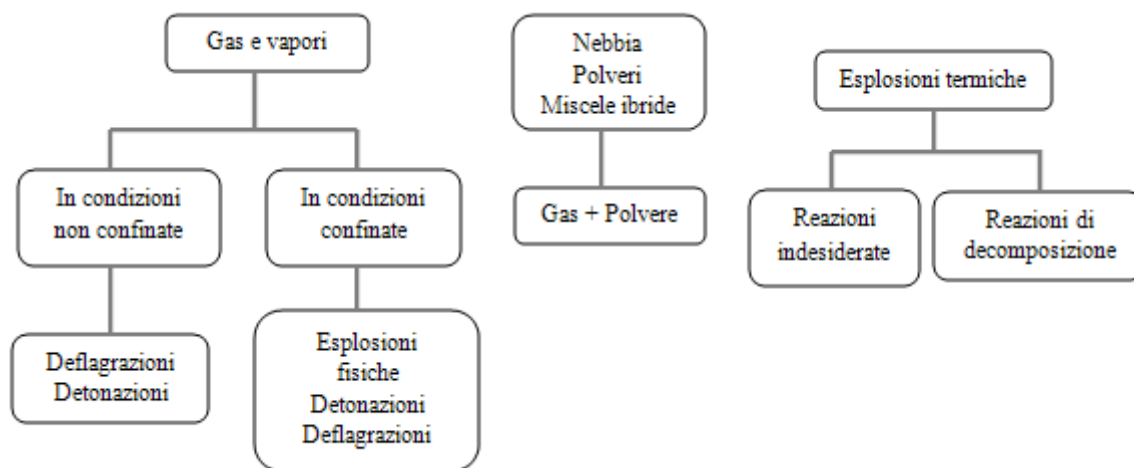 Gas e vapori
In condizioni
non confinate
In condizioni
confinate
Deflagrazioni
Detonazioni
Esplosioni
fisiche
Detonazioni
Deflagrazioni
Nebbia
Polveri
Miscele ibride
Gas + Polvere
Esplosioni termiche
Reazioni
indesiderate
Reazioni di
decomposizione